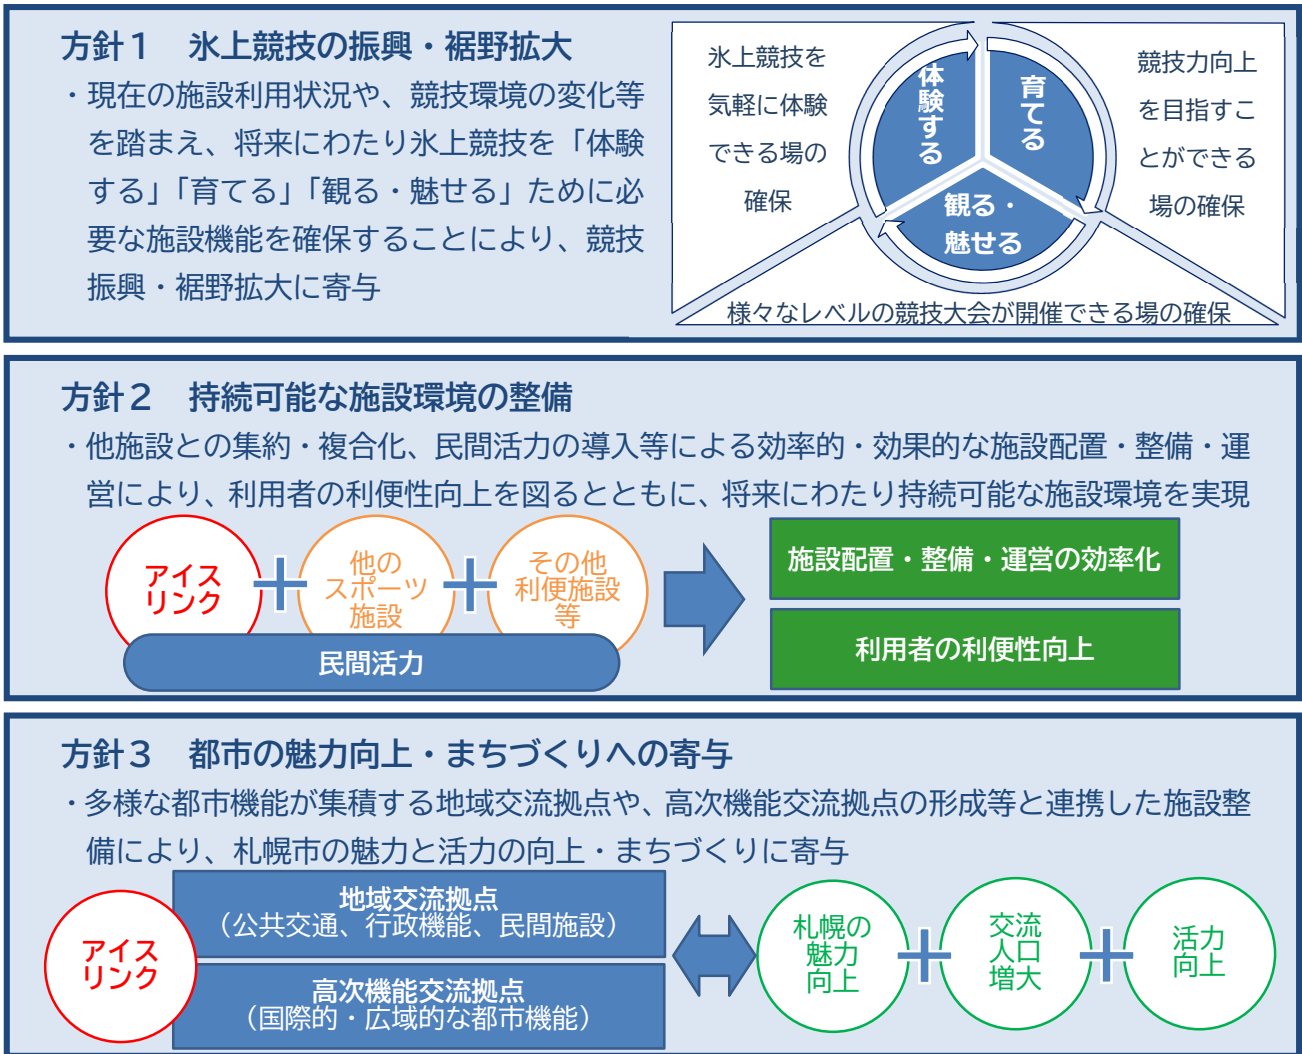 方針１　氷上競技の振興・裾野拡大
・現在の施設利用状況や、競技環境の変化等
を踏まえ、将来にわたり氷上競技を「体験
する」「育てる」「観る・魅せる」ために必
要な施設機能を確保することにより、競技
振興・裾野拡大に寄与
氷上競技を
気軽に体験
できる場の
確保
体験する
育てる
観る・
魅せる
競技力向上
を目指すこ
とができる
場の確保
様々なレベルの競技大会が開催できる場の確保
方針２　持続可能な施設環境の整備
・他施設との集約・複合化、民間活力の導入等による効率的・効果的な施設配置・整備・運
営により、利用者の利便性向上を図るとともに、将来にわたり持続可能な施設環境を実現
アイス
リンク
＋
他の
スポーツ
施設
＋
その他
利便施設
等
民間活力
施設配置・整備・運営の効率化
利用者の利便性向上
方針３　都市の魅力向上・まちづくりへの寄与
・多様な都市機能が集積する地域交流拠点や、高次機能交流拠点の形成等と連携した施設整
備により、札幌市の魅力と活力の向上・まちづくりに寄与
アイス
リンク
地域交流拠点
（公共交通、行政機能、民間施設）
高次機能交流拠点
（国際的・広域的な都市機能）
札幌の
魅力
向上
＋
交流
人口
増大
＋
活力
向上